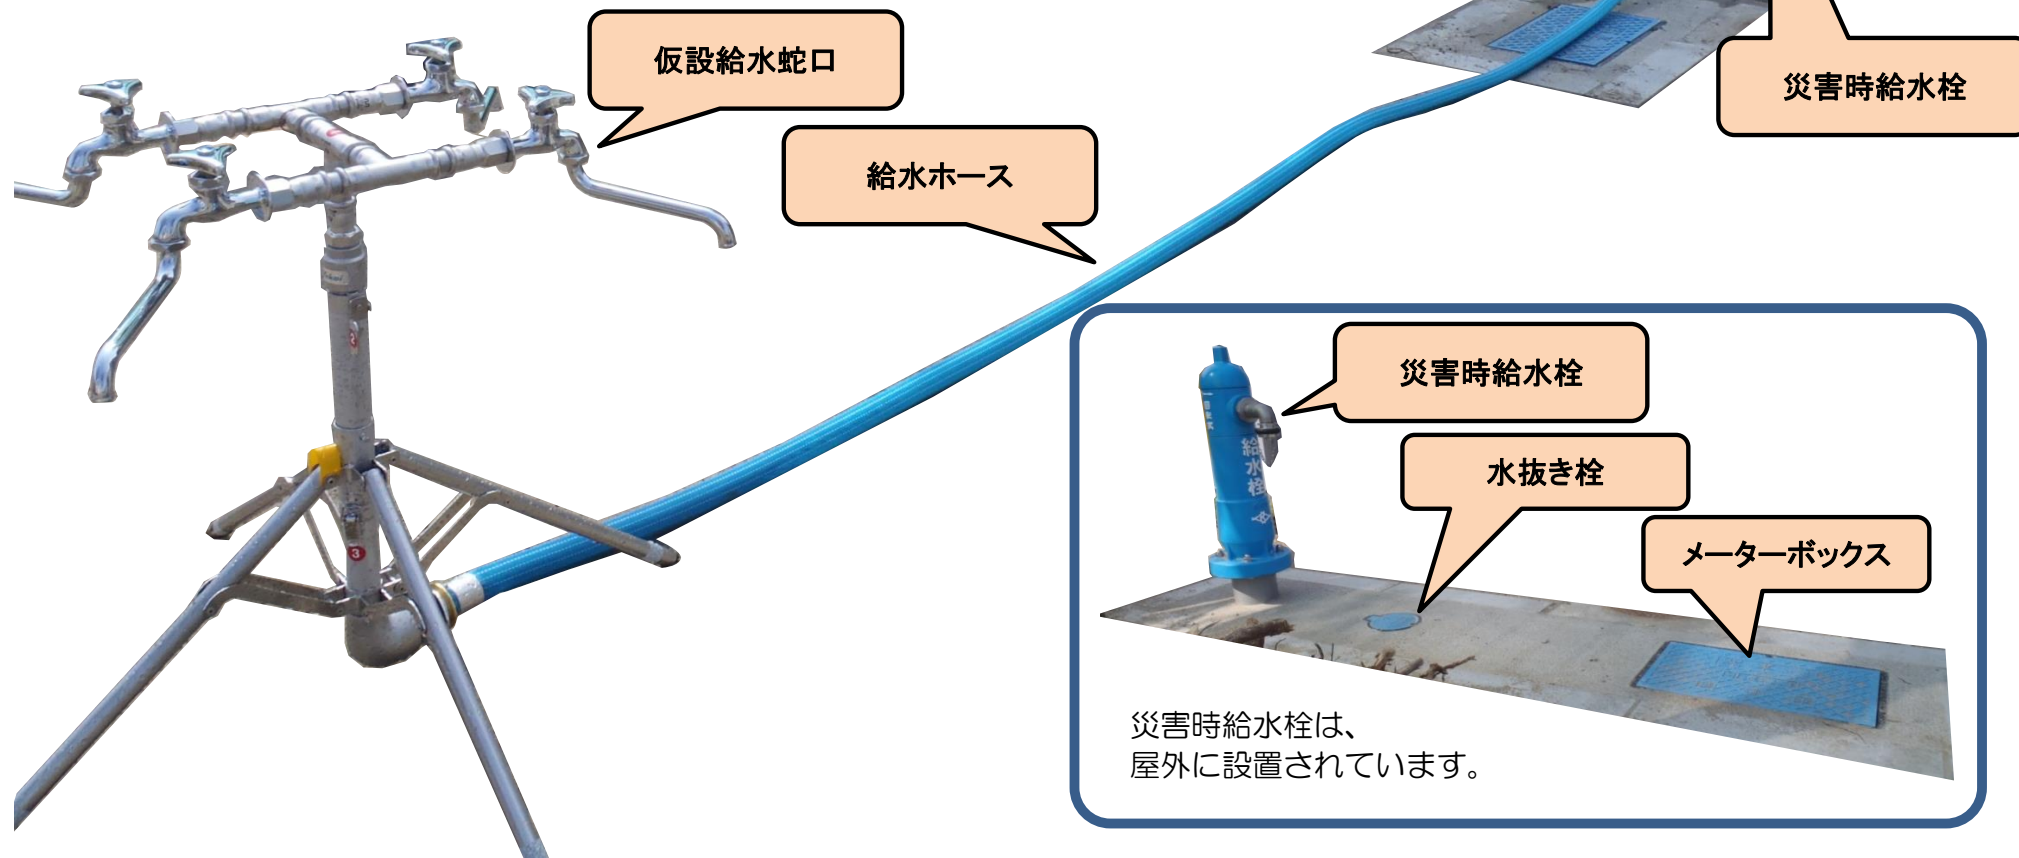 仮設給水蛇口
災害時給水栓
給水ホース
災害時給水栓
水抜き栓
メーターボックス
給水栓
2
3
災害時給水栓は、
屋外に設置されています。